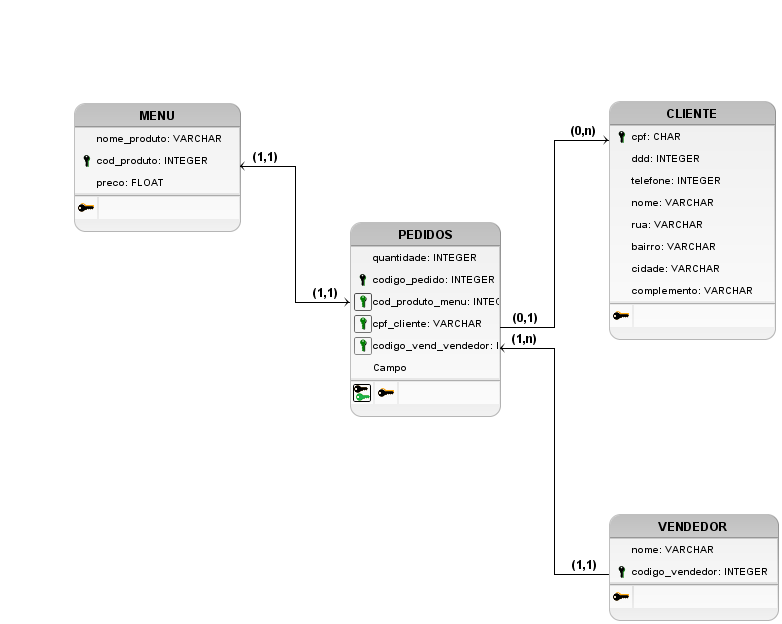 MENU
nome_produto: VARCHAR
cod_produto: INTEGER
preco: FLOAT
(1,1)
(1,1)
PEDIDOS
quantidade: INTEGER
codigo_pedido: INTEGER
cod_produto_menu: INTEG
cpf_cliente: VARCHAR
codigo_vend_vendedor: I
Campo
(0,n)
(0,1)
(1,n)
(1,1)
CLIENTE
cpf: CHAR
ddd: INTEGER
telefone: INTEGER
nome: VARCHAR
rua: VARCHAR
bairro: VARCHAR
cidade: VARCHAR
complemento: VARCHAR
VENDEDOR
nome: VARCHAR
codigo_vendedor: INTEGER